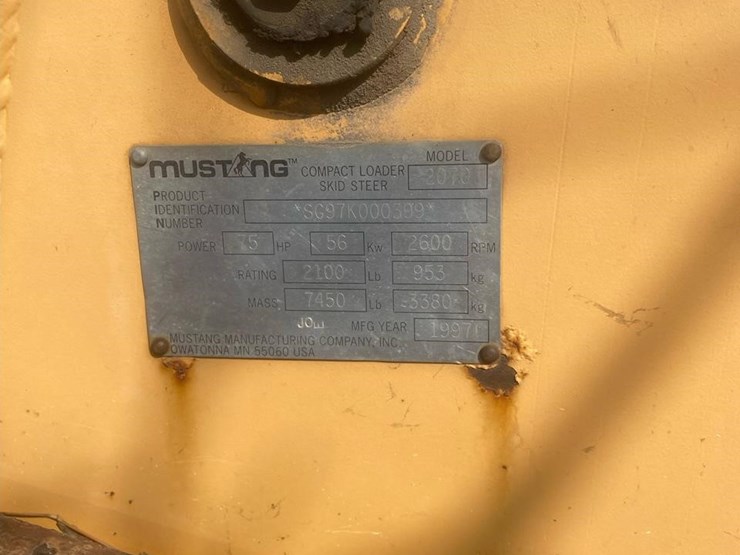 MUSTANG™ COMPACT LOADER MODEL
SKID STEER 2070
PRODUCT
IDENTIFICATION *SG97K000399*
NUMBER
POWER 75 HP 56 Kw 2600 RPM
RATING 2100 Lb 953 kg
MASS 7450 Lb 3380 kg
MFG YEAR 1997
MUSTANG MANUFACTURING COMPANY, INC.
OWATONNA MN 55060 USA